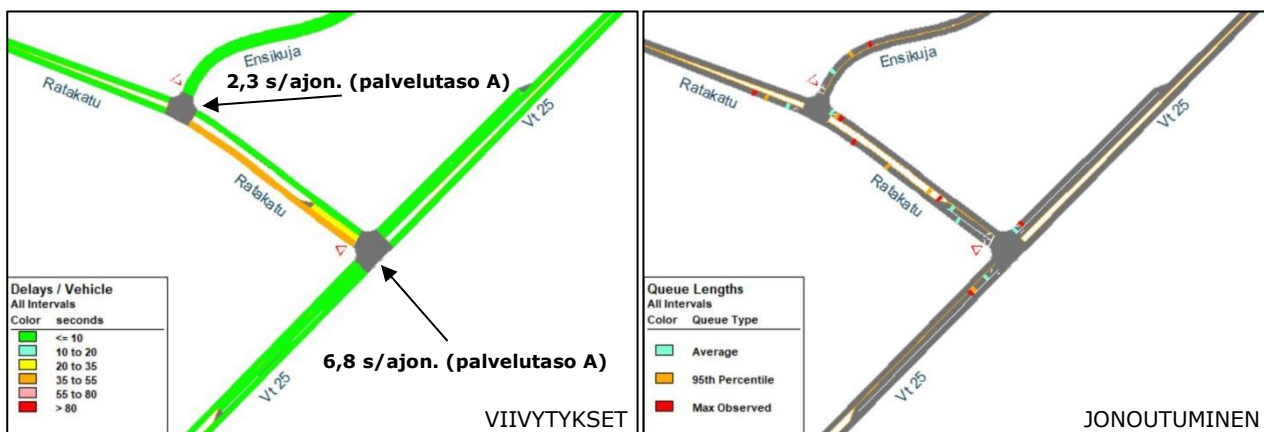 Ensikuja
Ratakatu
2,3 s/ajon. (palvelutaso A)
Vt 25
Ratakatu
6,8 s/ajon. (palvelutaso A)
Vt 25
Delays / Vehicle
All Intervals
Color seconds
<= 10
10 to 20
20 to 35
35 to 55
55 to 80
> 80
VIIVYTYKSET
Ensikuja
Ratakatu
Vt 25
Ratakatu
Vt 25
Queue Lengths
All Intervals
Color Queue Type
Average
95th Percentile
Max Observed
JONOUTUMINEN